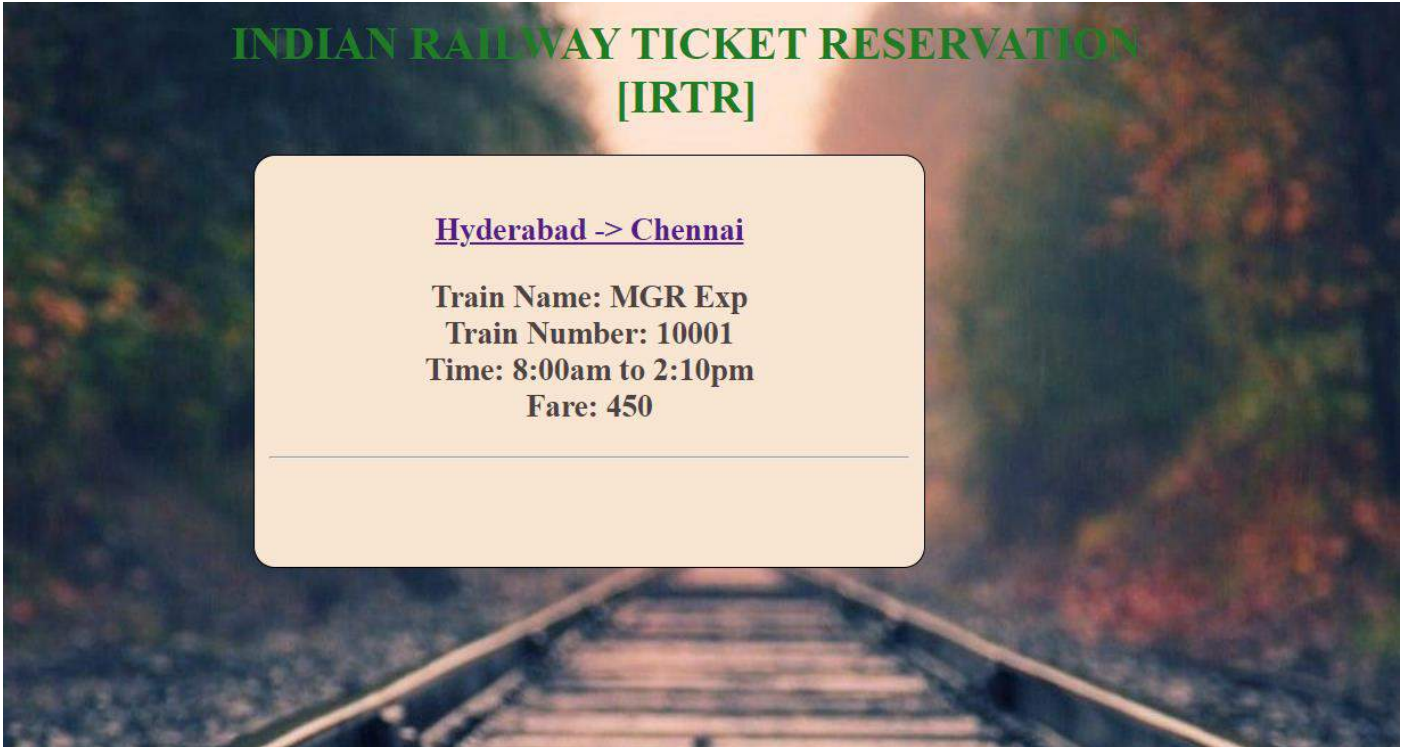 INDIAN RAILWAY TICKET RESERVATION
[IRTR]
Hyderabad -> Chennai
Train Name: MGR Exp
Train Number: 10001
Time: 8:00am to 2:10pm
Fare: 450